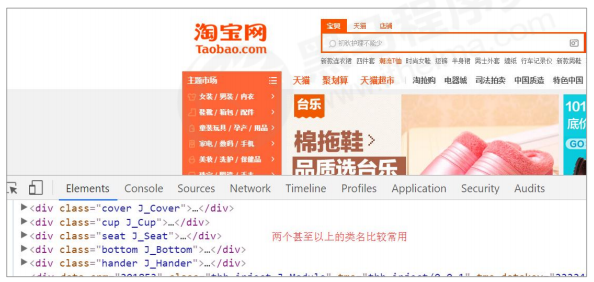 淘宝网
Taobao.com
宝贝 天猫 店铺
初秋护理不能少
新款连衣裙 四件套 潮流T恤 时尚女鞋 短裤 半身裙 男士外套 墙纸 行车记录仪 新款男鞋
主题市场
天猫 聚划算 天猫超市 淘抢购 电器城 司法拍卖 中国质造 特色中国
女装 / 男装 / 内衣
鞋靴 / 箱包 / 配件
童装玩具 / 孕产 / 用品
家电 / 数码 / 手机
美妆 / 洗护 / 保健品
台乐
棉拖鞋
品质选台乐
101
底价
GO
Elements Console Sources Network Timeline Profiles Application Security Audits
<div class="cover J_Cover">…</div>
<div class="cup J_Cup">…</div>
<div class="seat J_Seat">…</div>
<div class="bottom J_Bottom">…</div>
<div class="hander J_Hander">…</div>
两个甚至以上的类名比较常用